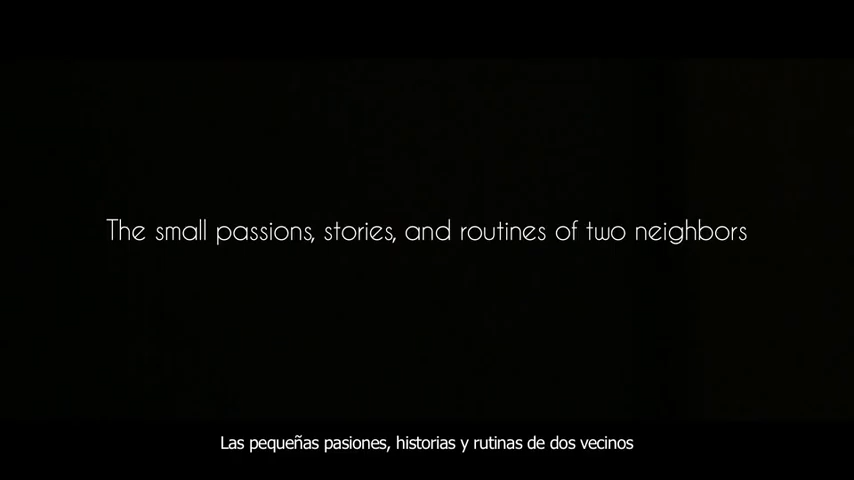 The small passions, stories, and routines of two neighbors
Las pequeñas pasiones, historias y rutinas de dos vecinos